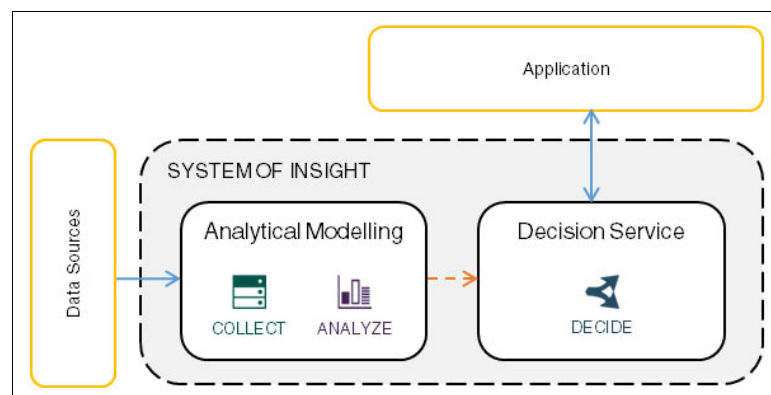 Application
SYSTEM OF INSIGHT
Data Sources
Analytical Modelling
COLLECT
ANALYZE
Decision Service
DECIDE